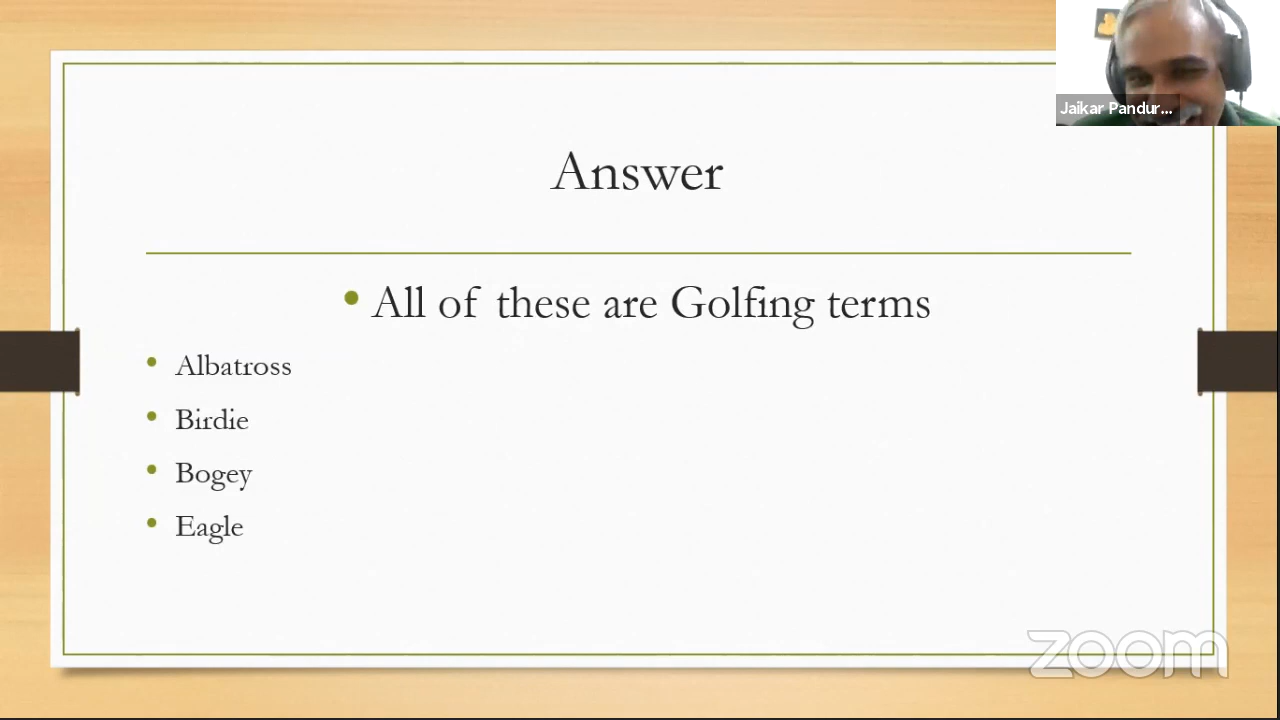 Jaikar Pandur...
Answer
• All of these are Golfing terms
• Albatross
• Birdie
• Bogey
• Eagle
zoom